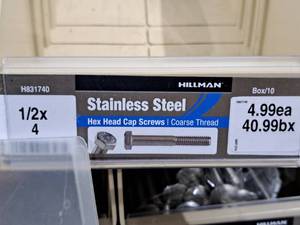 H831740
HILLMAN
Box/10
1/2x
4
Stainless Steel
Hex Head Cap Screws | Coarse Thread
4.99ea
40.99bx